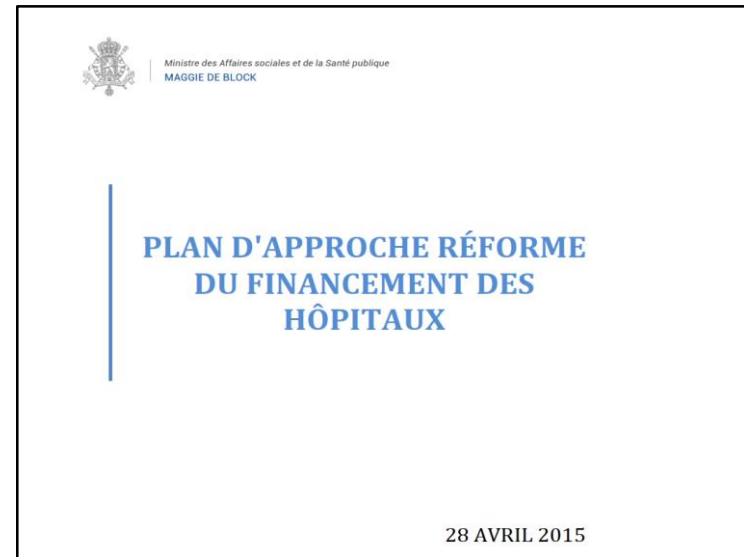 Ministre des Affaires sociales et de la Santé publique
MAGGIE DE BLOCK
PLAN D'APPROCHE RÉFORME
DU FINANCEMENT DES
HÔPITAUX
28 AVRIL 2015